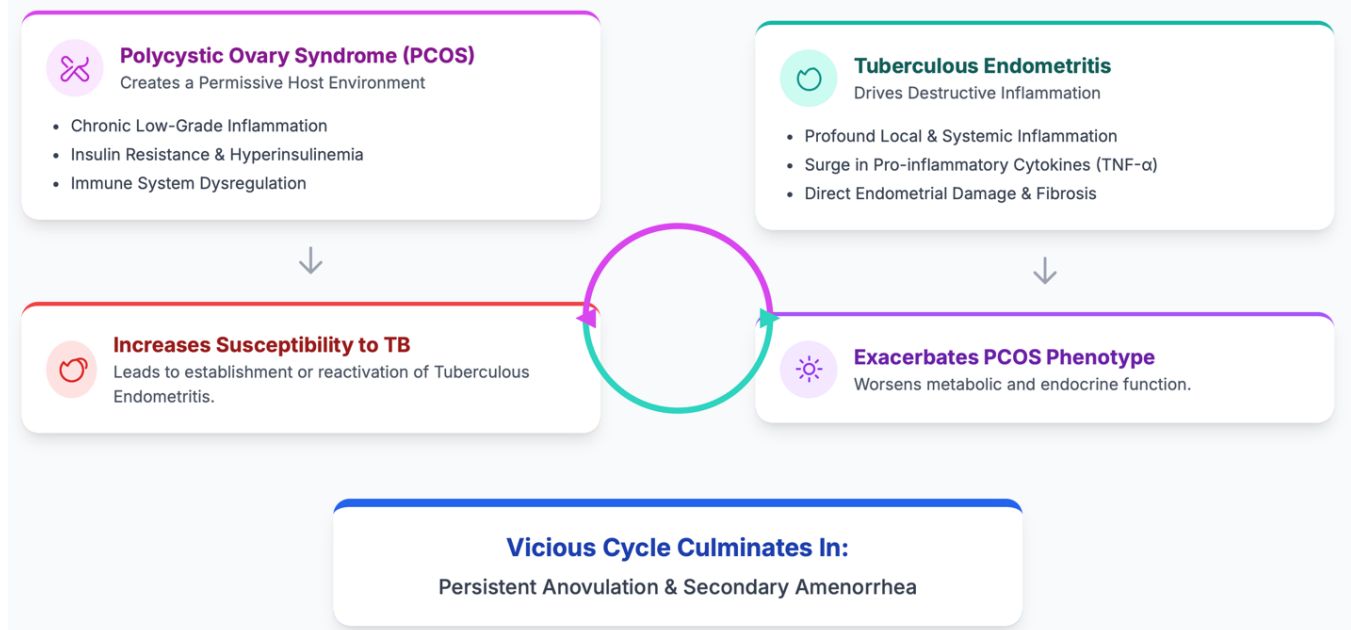 Polycystic Ovary Syndrome (PCOS)
Creates a Permissive Host Environment
• Chronic Low-Grade Inflammation
• Insulin Resistance & Hyperinsulinemia
• Immune System Dysregulation
Increases Susceptibility to TB
Leads to establishment or reactivation of Tuberculous
Endometritis.
Tuberculous Endometritis
Drives Destructive Inflammation
• Profound Local & Systemic Inflammation
• Surge in Pro-inflammatory Cytokines (TNF-α)
• Direct Endometrial Damage & Fibrosis
Exacerbates PCOS Phenotype
Worsens metabolic and endocrine function.
Vicious Cycle Culminates In:
Persistent Anovulation & Secondary Amenorrhea